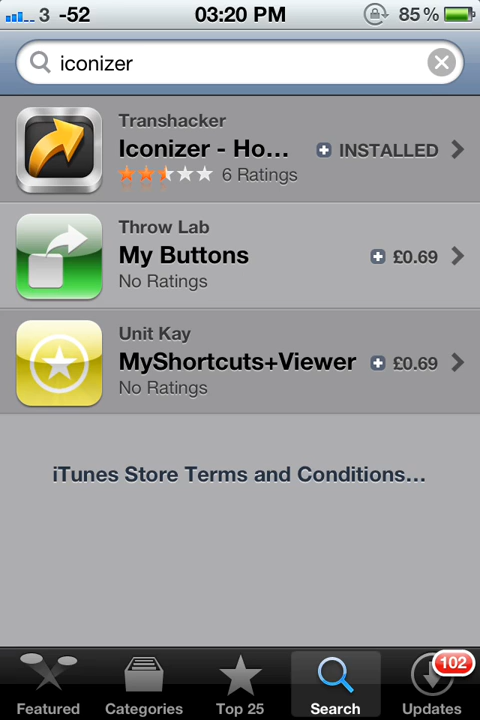 3 -52 03:20 PM 85%
iconizer
Transhacker
Iconizer - Ho... INSTALLED
6 Ratings
Throw Lab
My Buttons £0.69
No Ratings
Unit Kay
MyShortcuts+Viewer £0.69
No Ratings
iTunes Store Terms and Conditions...
102
Featured Categories Top 25 Search Updates